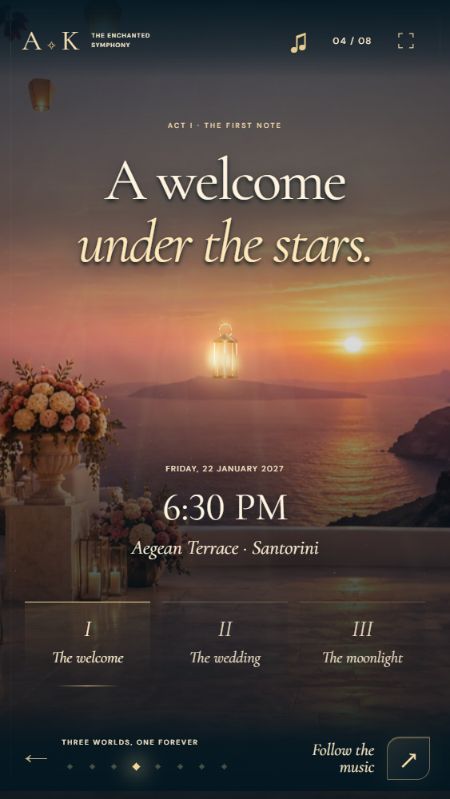 A ✧ K
THE ENCHANTED
SYMPHONY
04 / 08
ACT I · THE FIRST NOTE
A welcome
under the stars.
FRIDAY, 22 JANUARY 2027
6:30 PM
Aegean Terrace · Santorini
I
The welcome
II
The wedding
III
The moonlight
←
THREE WORLDS, ONE FOREVER
Follow the
music
↗